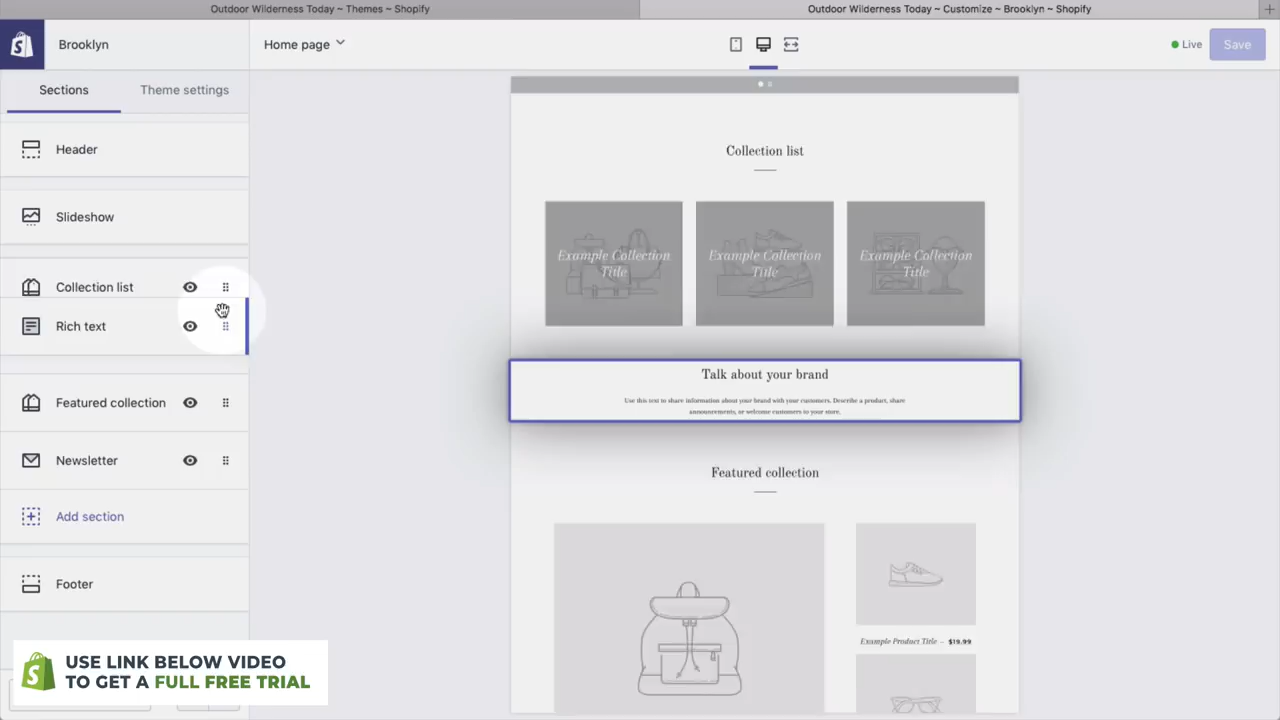 Outdoor Wilderness Today ~ Themes ~ Shopify
Outdoor Wilderness Today ~ Customize ~ Brooklyn ~ Shopify
Brooklyn
Home page
Live
Save
Sections
Theme settings
Header
Slideshow
Collection list
Rich text
Featured collection
Newsletter
Add section
Footer
Collection list
Example Collection
Title
Example Collection
Title
Example Collection
Title
Talk about your brand
Use this text to share information about your brand with your customers. Describe a product, share
announcements, or welcome customers to your store.
Featured collection
Example Product Title – $19.99
USE LINK BELOW VIDEO
TO GET A FULL FREE TRIAL